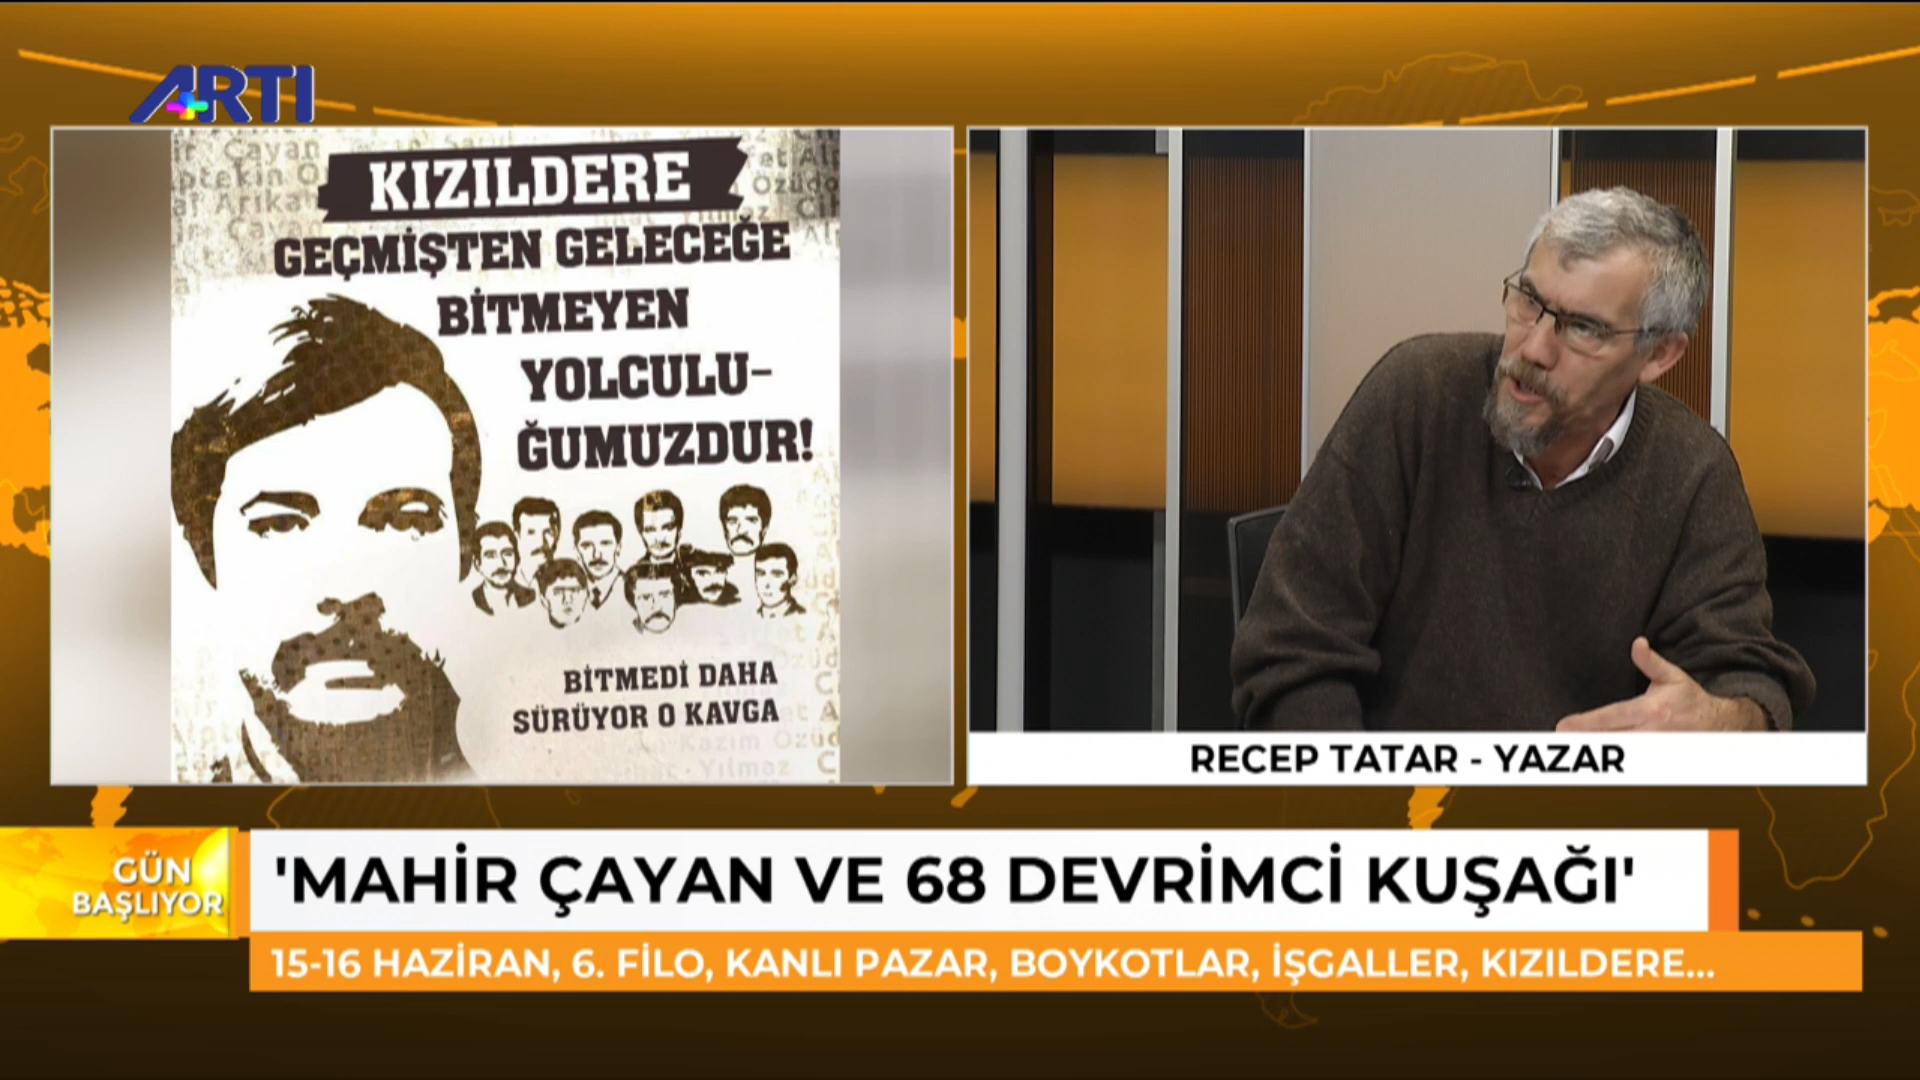 ARTI
KIZILDERE
GEÇMİŞTEN GELECEĞE
BİTMEYEN
YOLCULU-
ĞUMUZDUR!
BİTMEDİ DAHA
SÜRÜYOR O KAVGA
RECEP TATAR - YAZAR
GÜN
BAŞLIYOR
'MAHİR ÇAYAN VE 68 DEVRİMCİ KUŞAĞI'
15-16 HAZİRAN, 6. FİLO, KANLI PAZAR, BOYKOTLAR, İŞGALLER, KIZILDERE...